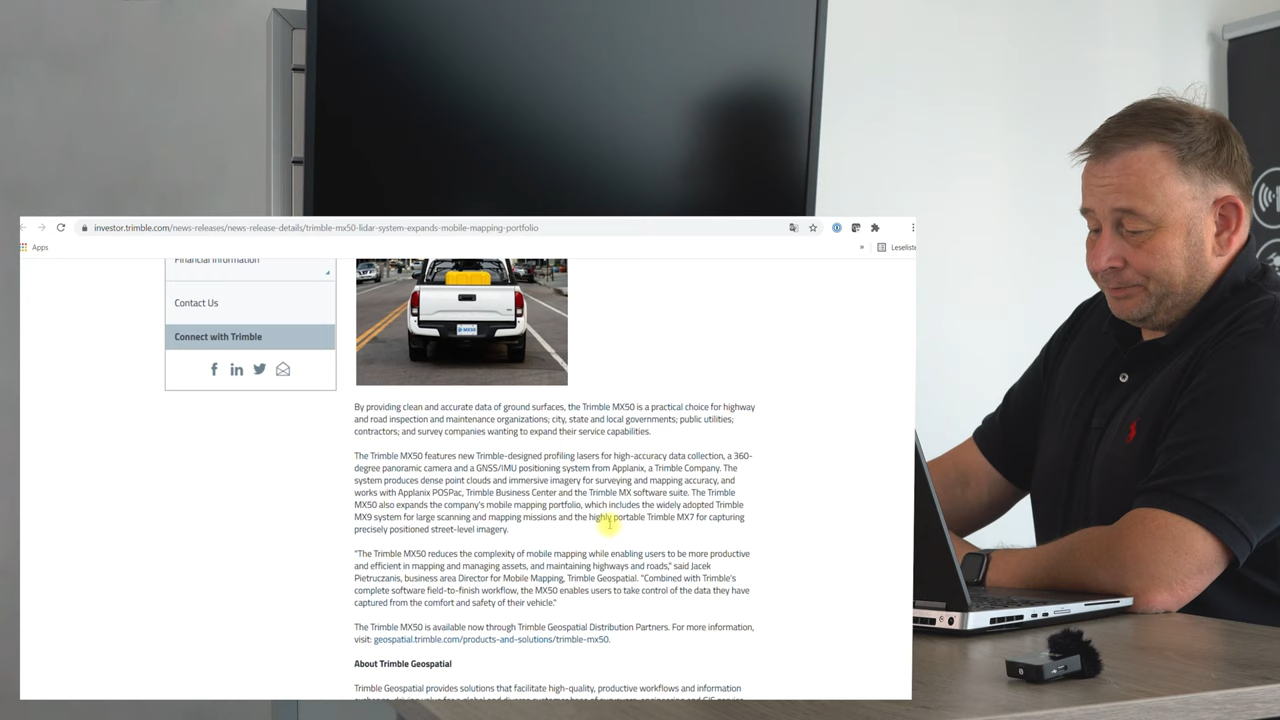 investor.trimble.com/news-releases/news-release-details/trimble-mx50-lidar-system-expands-mobile-mapping-portfolio
Apps
»
Leseliste
Financial Information
Contact Us
Connect with Trimble
MX50
By providing clean and accurate data of ground surfaces, the Trimble MX50 is a practical choice for highway
and road inspection and maintenance organizations; city, state and local governments; public utilities;
contractors; and survey companies wanting to expand their service capabilities.
The Trimble MX50 features new Trimble-designed profiling lasers for high-accuracy data collection, a 360-
degree panoramic camera and a GNSS/IMU positioning system from Applanix, a Trimble Company. The
system produces dense point clouds and immersive imagery for surveying and mapping accuracy, and
works with Applanix POSPac, Trimble Business Center and the Trimble MX software suite. The Trimble
MX50 also expands the company's mobile mapping portfolio, which includes the widely adopted Trimble
MX9 system for large scanning and mapping missions and the highly portable Trimble MX7 for capturing
precisely positioned street-level imagery.
"The Trimble MX50 reduces the complexity of mobile mapping while enabling users to be more productive
and efficient in mapping and managing assets, and maintaining highways and roads," said Jacek
Pietruczanis, business area Director for Mobile Mapping, Trimble Geospatial. "Combined with Trimble's
complete software field-to-finish workflow, the MX50 enables users to take control of the data they have
captured from the comfort and safety of their vehicle."
The Trimble MX50 is available now through Trimble Geospatial Distribution Partners. For more information,
visit: geospatial.trimble.com/products-and-solutions/trimble-mx50.
About Trimble Geospatial
Trimble Geospatial provides solutions that facilitate high-quality, productive workflows and information